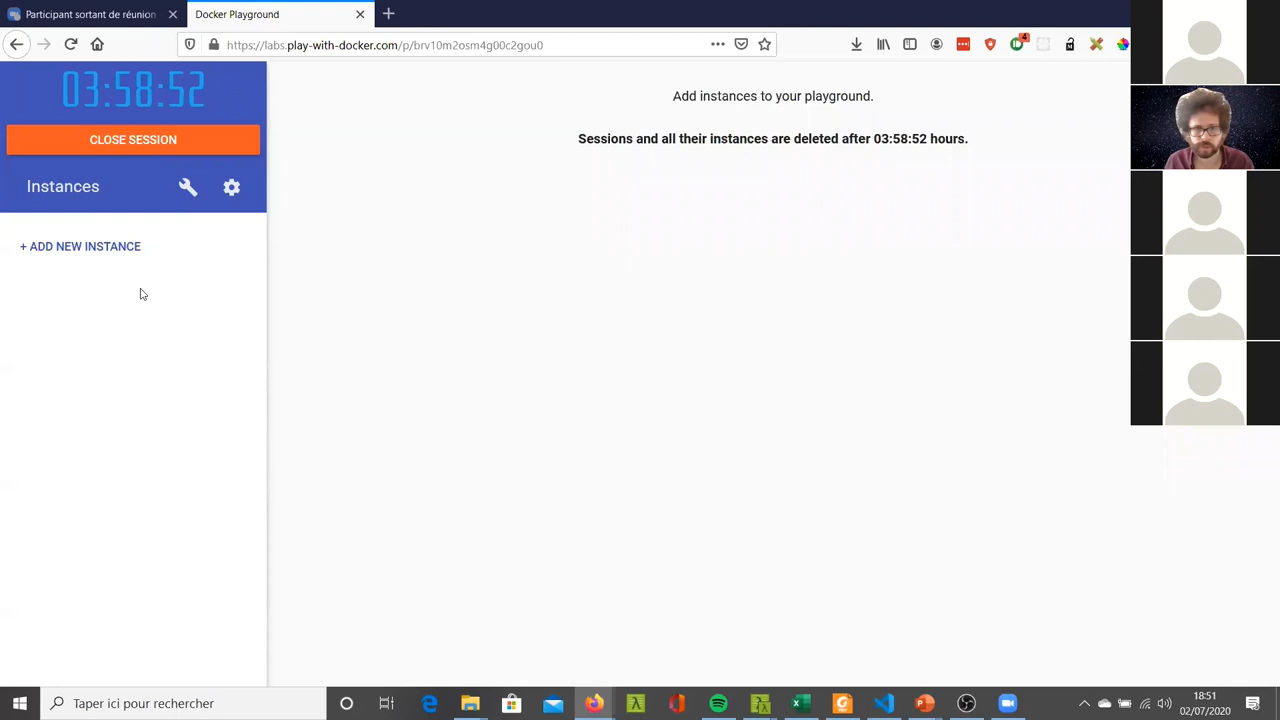 Participant sortant de réunion
Docker Playground
https://labs.play-with-docker.com/p/brv10m2osm4g00c2gou0
4
03:58:52
CLOSE SESSION
Instances
+ ADD NEW INSTANCE
Add instances to your playground.
Sessions and all their instances are deleted after 03:58:52 hours.
Taper ici pour rechercher
18:51
02/07/2020